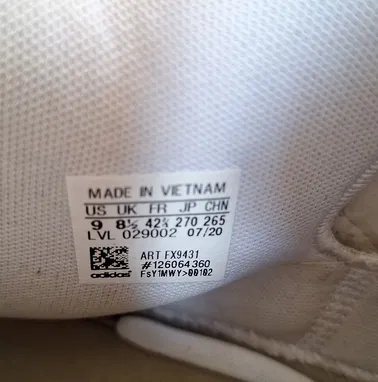 MADE IN VIETNAM
US UK FR JP CHN
9 8½ 42⅔ 270 265
LVL 029002 07/20
ART FX9431
#126064360
adidas FsY1MWY>00102